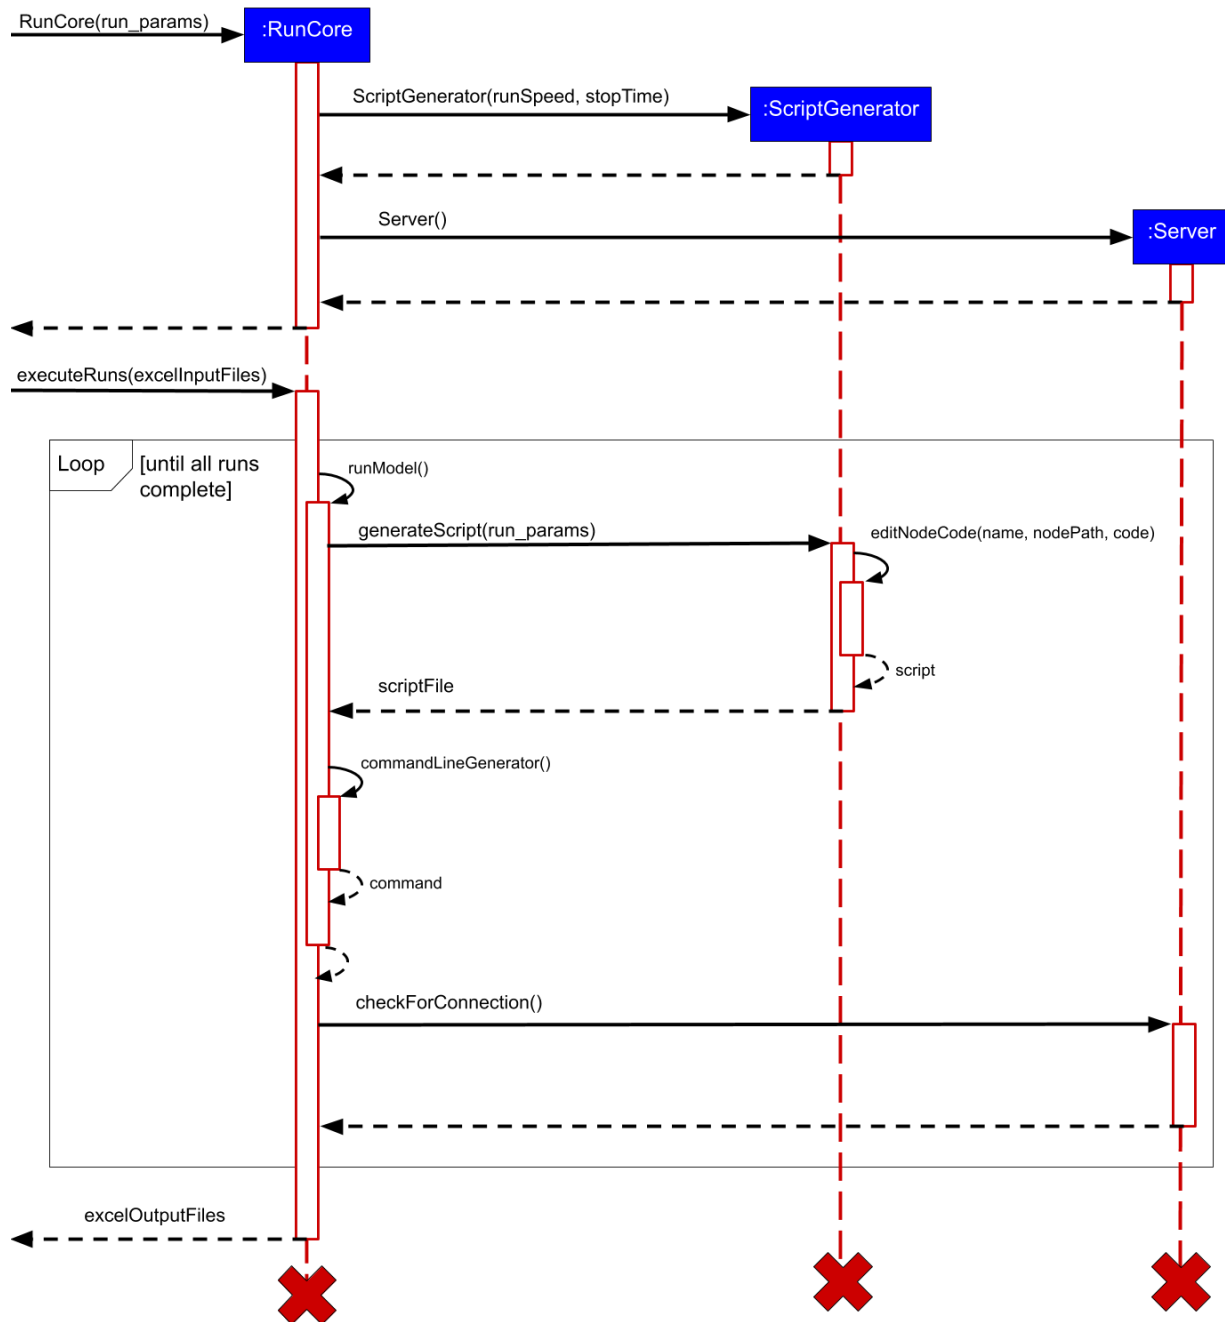 RunCore(run_params)
:RunCore
ScriptGenerator(runSpeed, stopTime)
:ScriptGenerator
Server()
:Server
executeRuns(excelInputFiles)
Loop
[until all runs
complete]
runModel()
generateScript(run_params)
editNodeCode(name, nodePath, code)
script
scriptFile
commandLineGenerator()
command
checkForConnection()
excelOutputFiles